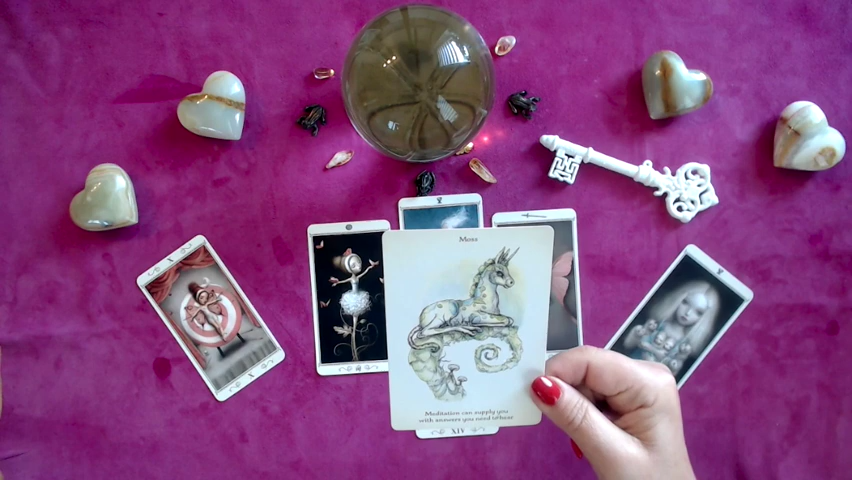 Moss
Meditation can supply you
with answers you need to hear
XIV